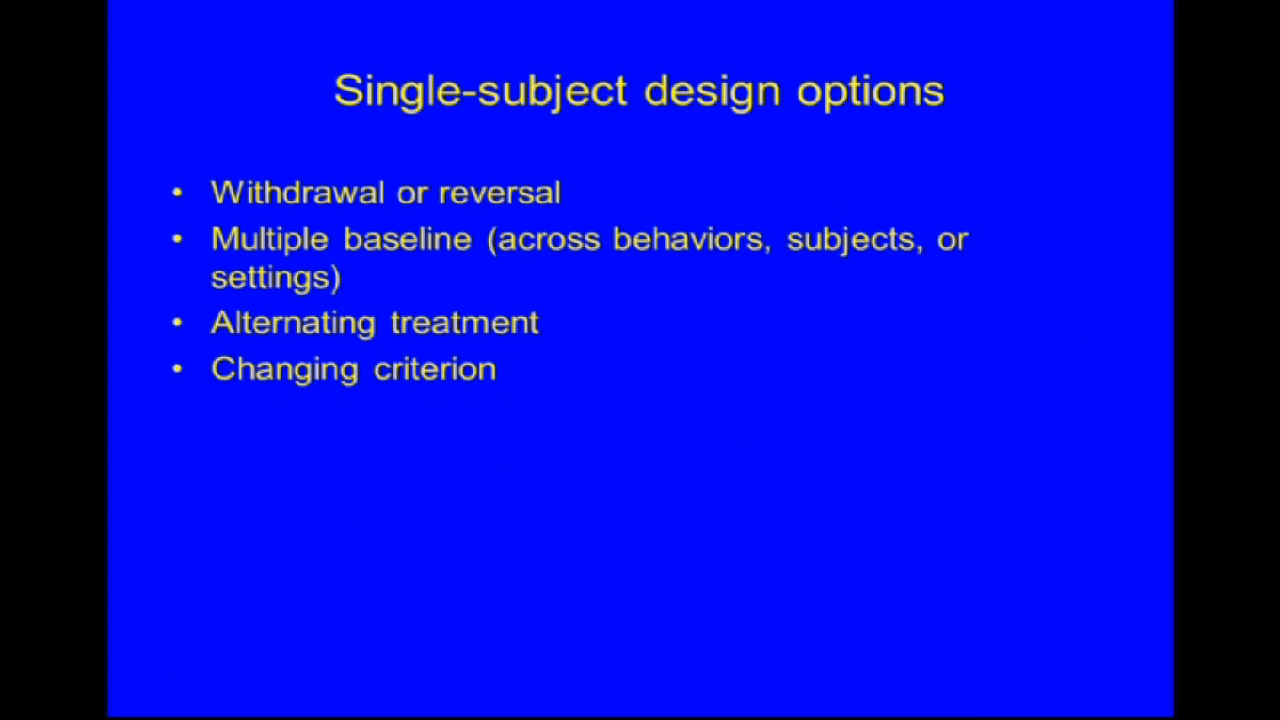 Single-subject design options
• Withdrawal or reversal
• Multiple baseline (across behaviors, subjects, or
settings)
• Alternating treatment
• Changing criterion